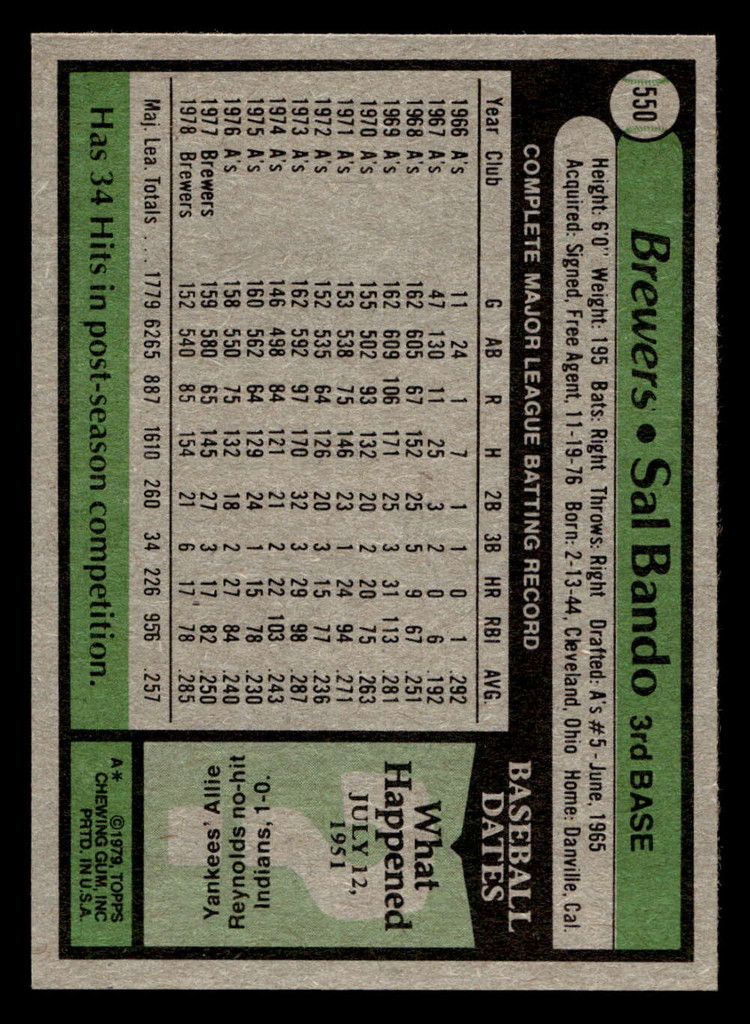 550
Brewers • Sal Bando 3rd BASE
Height: 6'0" Weight: 195 Bats: Right Throws: Right Drafted: A's #5 - June, 1965
Acquired: Signed, Free Agent, 11-19-76 Born: 2-13-44, Cleveland, Ohio Home: Danville, Cal.
COMPLETE MAJOR LEAGUE BATTING RECORD
Year Club G AB R H 2B 3B HR RBI AVG.
1966 A's 11 24 1 7 1 1 0 1 .292
1967 A's 47 130 11 25 3 2 0 6 .192
1968 A's 162 605 67 152 25 5 9 67 .251
1969 A's 162 609 106 171 25 3 31 113 .281
1970 A's 155 502 93 132 20 2 20 75 .263
1971 A's 153 538 75 146 23 1 24 94 .271
1972 A's 152 535 64 126 20 3 15 77 .236
1973 A's 162 592 97 170 32 3 29 98 .287
1974 A's 146 498 84 121 21 2 22 103 .243
1975 A's 160 562 64 129 24 1 15 78 .230
1976 A's 158 550 75 132 18 2 27 84 .240
1977 Brewers 159 580 65 145 27 3 17 82 .250
1978 Brewers 152 540 85 154 21 6 17 78 .285
Maj. Lea. Totals . . . 1779 6265 887 1610 260 34 226 956 .257
Has 34 Hits in post-season competition.
BASEBALL
DATES
What
Happened
JULY 12,
1951
Yankees' Allie
Reynolds no-hit
Indians, 1-0.
A* ©1979, TOPPS
CHEWING GUM, INC
PRTD. IN U.S.A.